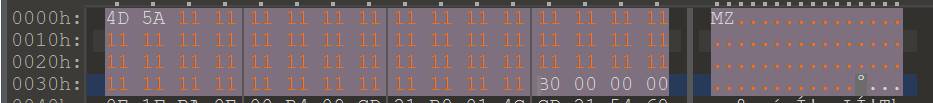 0000h: 4D 5A 11 11 11 11 11 11 11 11 11 11 11 11 11 11 MZ..............
0010h: 11 11 11 11 11 11 11 11 11 11 11 11 11 11 11 11 ................
0020h: 11 11 11 11 11 11 11 11 11 11 11 11 11 11 11 11 ................
0030h: 11 11 11 11 11 11 11 11 11 11 11 11 B0 00 00 00 ............°...